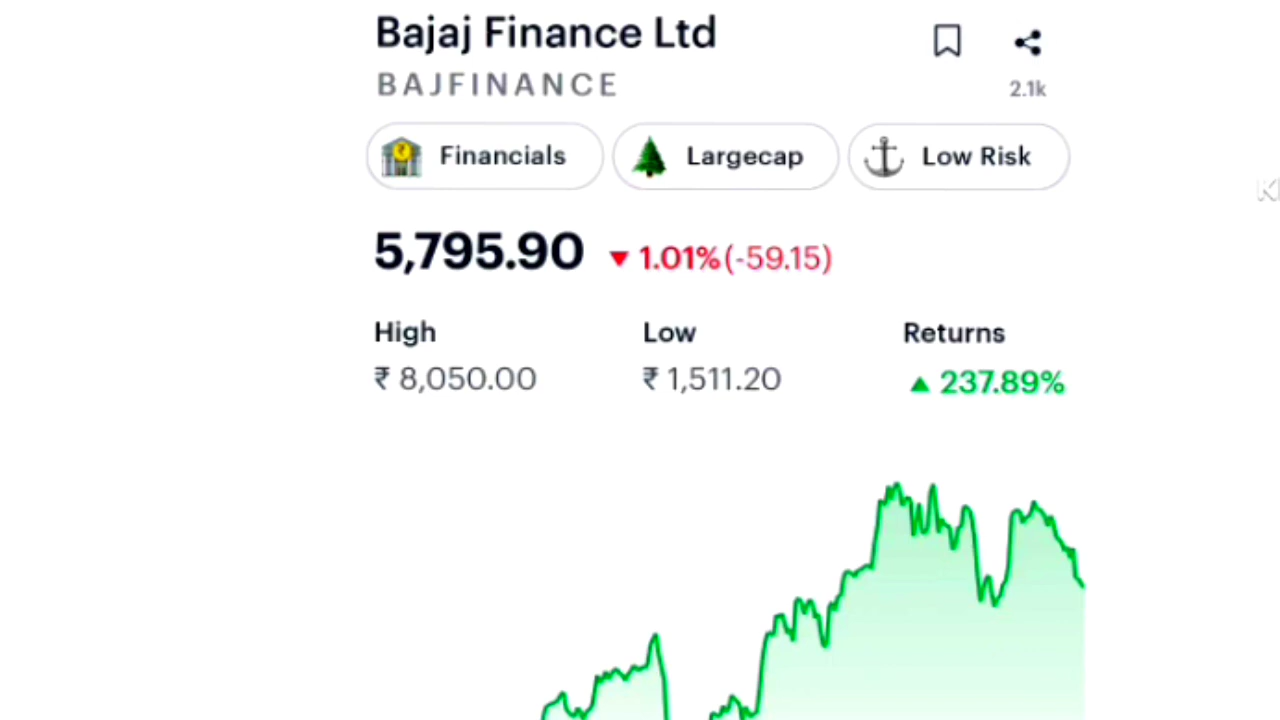 Bajaj Finance Ltd
BAJFINANCE
2.1k
Financials Largecap Low Risk
5,795.90 ▼ 1.01% (-59.15)
High Low Returns
₹ 8,050.00 ₹ 1,511.20 ▲ 237.89%